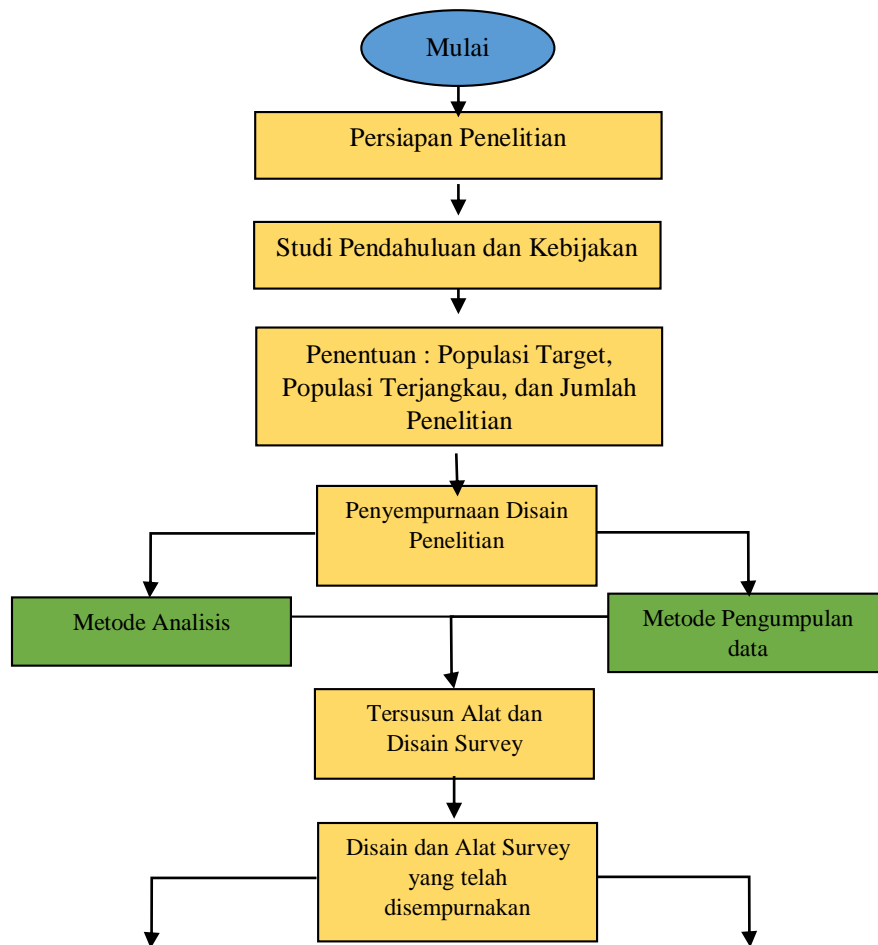 Mulai
Persiapan Penelitian
Studi Pendahuluan dan Kebijakan
Penentuan : Populasi Target,
Populasi Terjangkau, dan Jumlah
Penelitian
Penyempurnaan Disain
Penelitian
Metode Analisis
Metode Pengumpulan
data
Tersusun Alat dan
Disain Survey
Disain dan Alat Survey
yang telah
disempurnakan